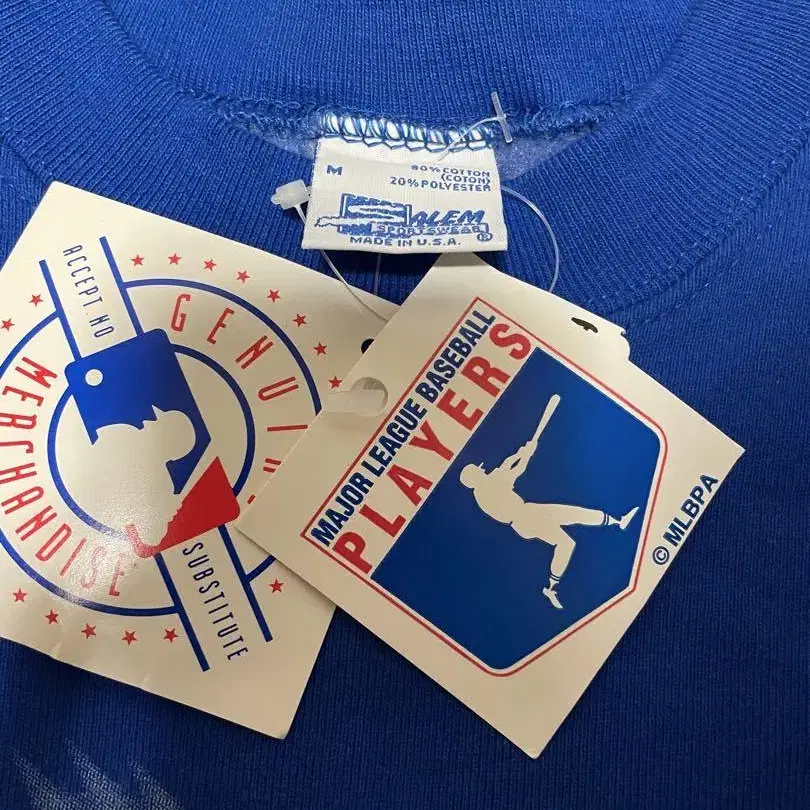 M
80% COTTON
(COTON)
20% POLYESTER
SALEM
SPORTSWEAR®
MADE IN U.S.A.
ACCEPT NO
GENUINE
MERCHANDISE
SUBSTITUTE
MAJOR LEAGUE BASEBALL
PLAYERS
© MLBPA